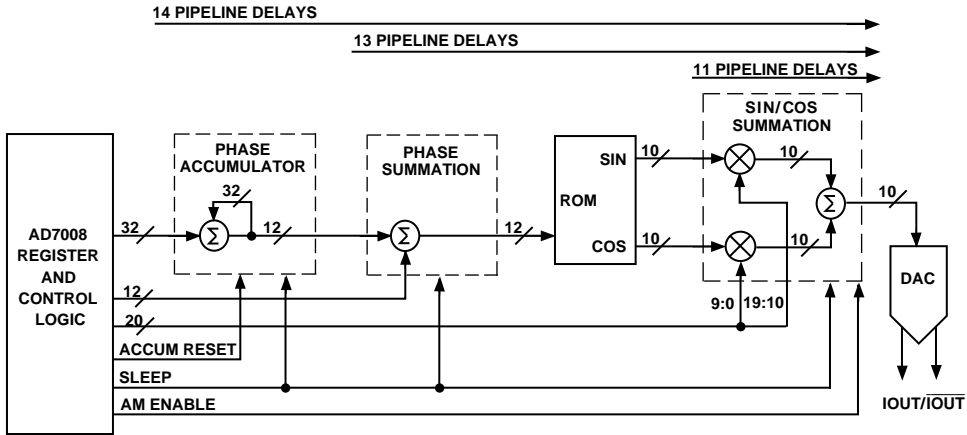 14 PIPELINE DELAYS
13 PIPELINE DELAYS
11 PIPELINE DELAYS
SIN/COS
SUMMATION
PHASE
ACCUMULATOR
PHASE
SUMMATION
AD7008
REGISTER
AND
CONTROL
LOGIC
32
32
Σ
12
12
Σ
12
ROM
SIN
COS
10
10
10
10
Σ
10
DAC
9:0
19:10
20
ACCUM RESET
SLEEP
AM ENABLE
IOUT/IOUT